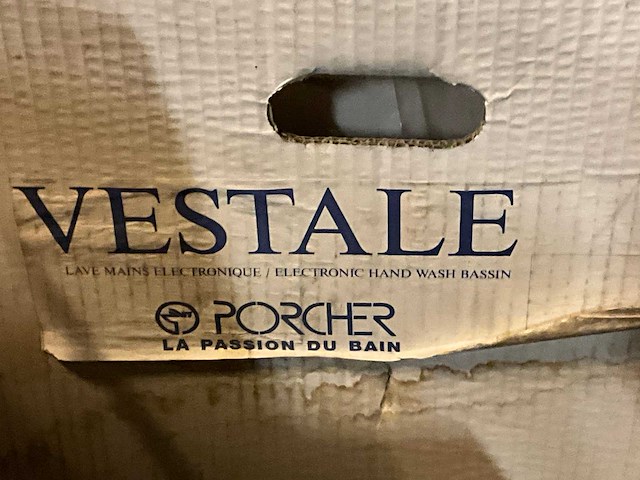 VESTALE
LAVE MAINS ELECTRONIQUE / ELECTRONIC HAND WASH BASSIN
PORCHER
LA PASSION DU BAIN